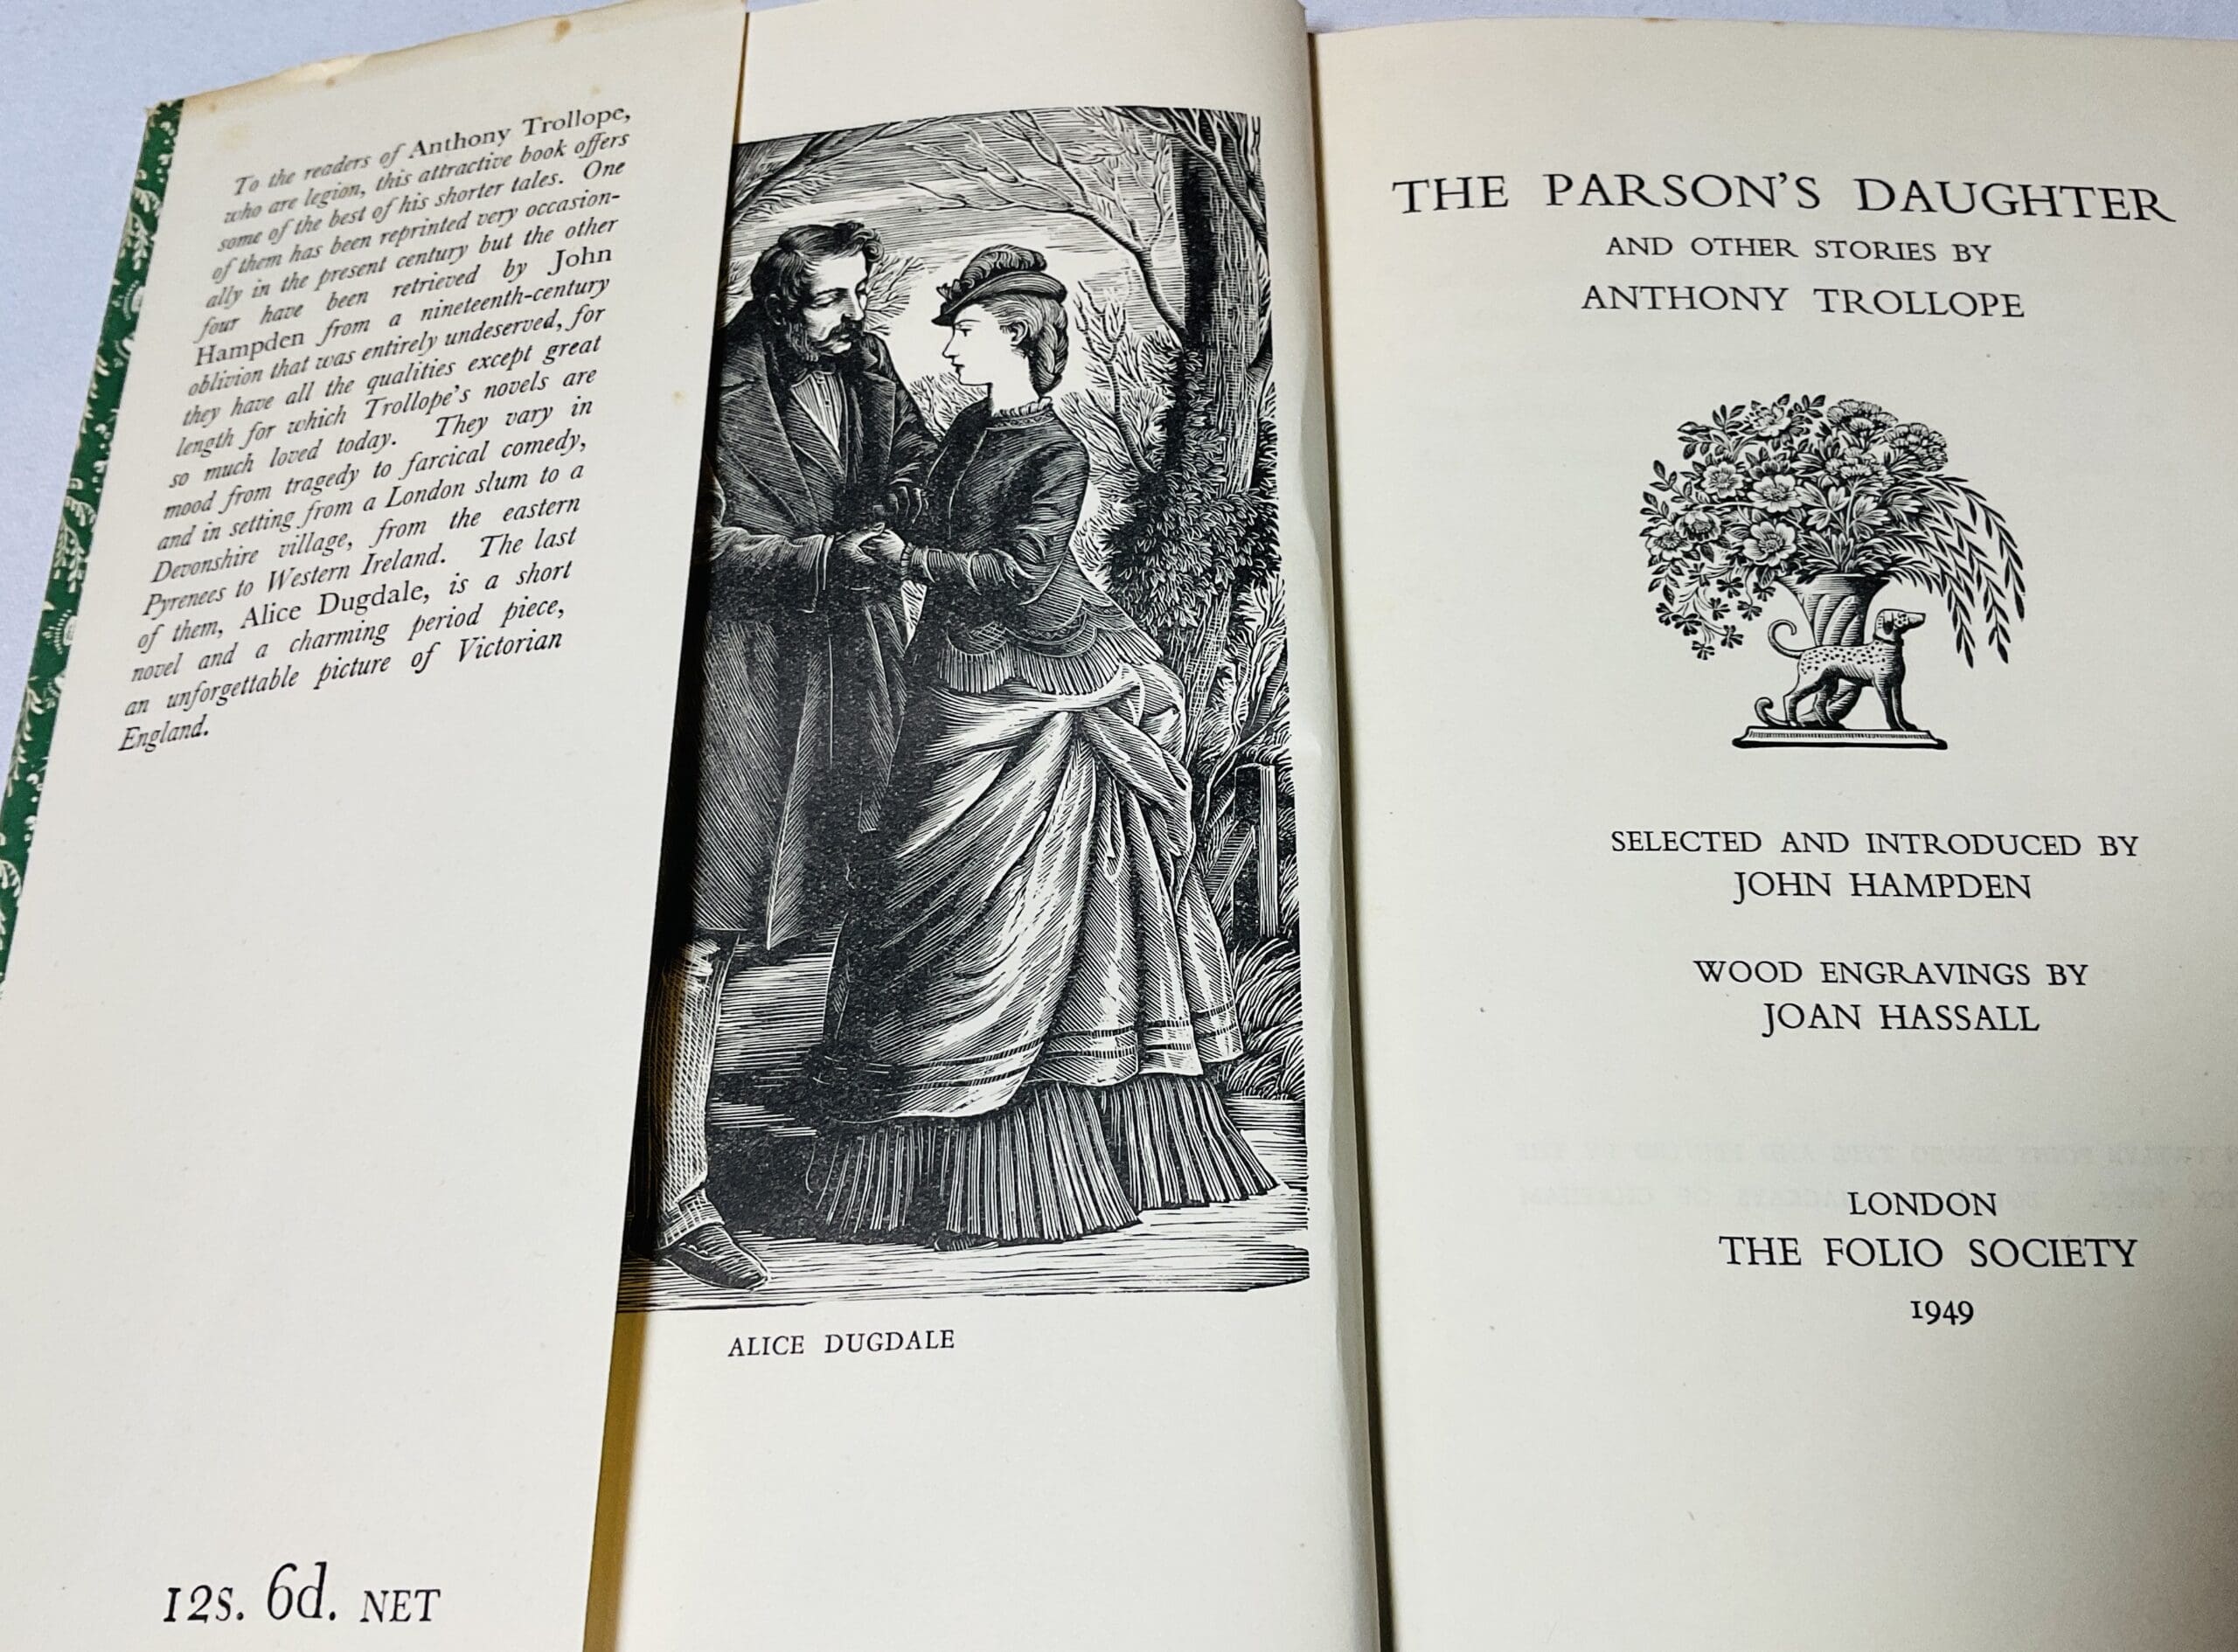 To the readers of Anthony Trollope,
who are legion, this attractive book offers
some of the best of his shorter tales. One
of them has been reprinted very occasion-
ally in the present century but the other
four have been retrieved by John
Hampden from a nineteenth-century
oblivion that was entirely undeserved, for
they have all the qualities except great
length for which Trollope's novels are
so much loved today. They vary in
mood from tragedy to farcical comedy,
and in setting from a London slum to a
Devonshire village, from the eastern
Pyrenees to Western Ireland. The last
of them, Alice Dugdale, is a short
novel and a charming period piece,
an unforgettable picture of Victorian
England.
12s. 6d. NET
ALICE DUGDALE
THE PARSON'S DAUGHTER
AND OTHER STORIES BY
ANTHONY TROLLOPE
SELECTED AND INTRODUCED BY
JOHN HAMPDEN
WOOD ENGRAVINGS BY
JOAN HASSALL
LONDON
THE FOLIO SOCIETY
1949